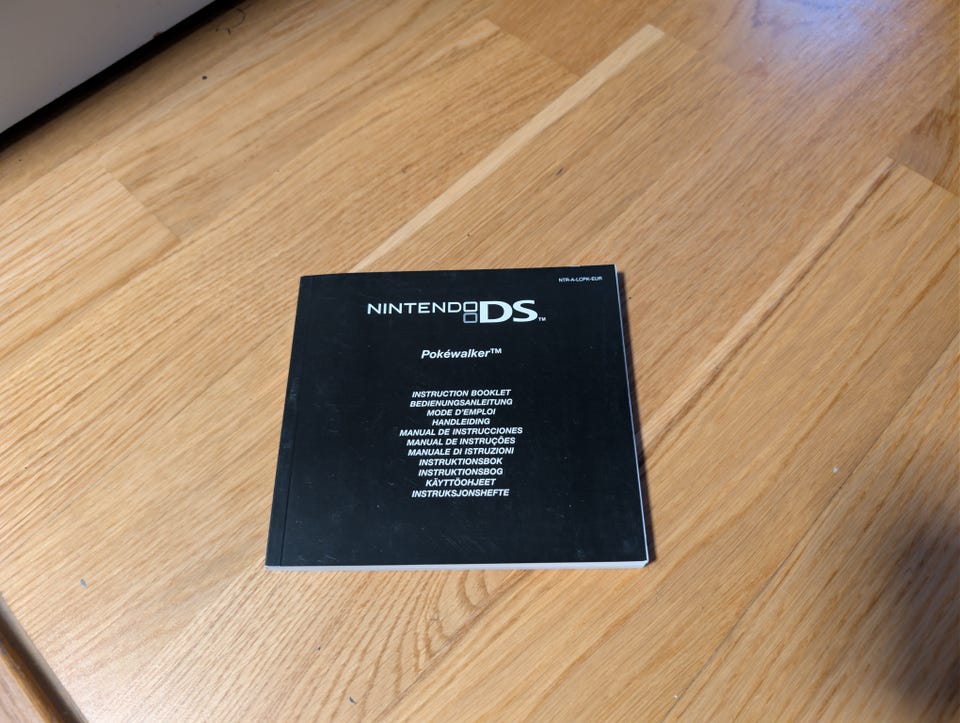 NTR-A-LCPK-EUR
NINTENDO DS™
Pokéwalker™
INSTRUCTION BOOKLET
BEDIENUNGSANLEITUNG
MODE D'EMPLOI
HANDLEIDING
MANUAL DE INSTRUCCIONES
MANUAL DE INSTRUÇÕES
MANUALE DI ISTRUZIONI
INSTRUKTIONSBOK
INSTRUKTIONSBOG
KÄYTTÖOHJEET
INSTRUKSJONSHEFTE